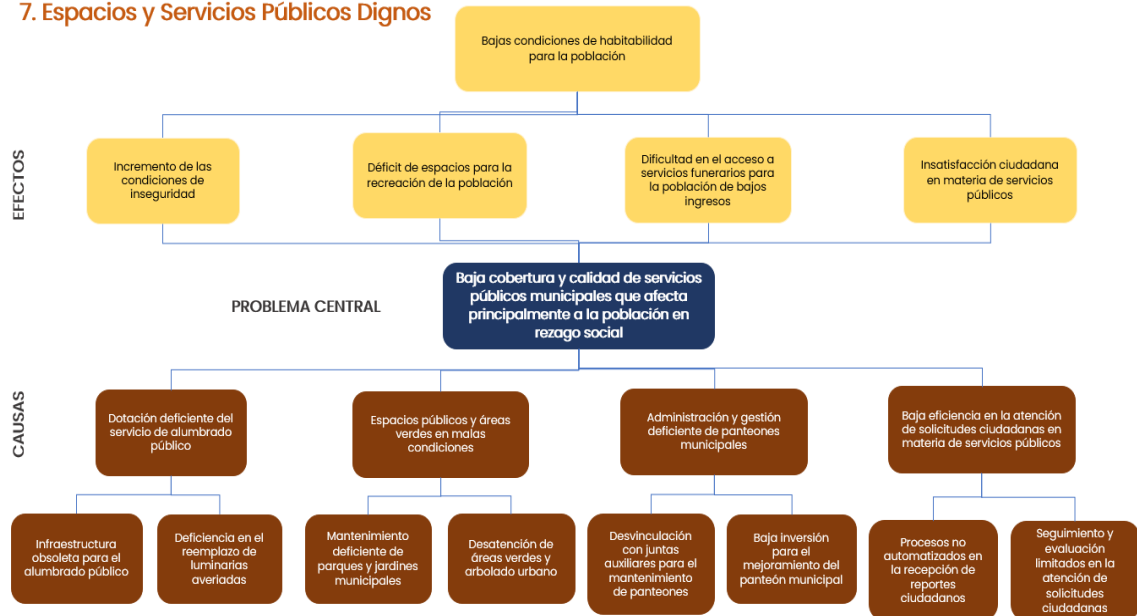 7. Espacios y Servicios Públicos Dignos
Bajas condiciones de habitabilidad
para la población
EFECTOS
Incremento de las
condiciones de
inseguridad
Déficit de espacios para la
recreación de la población
Dificultad en el acceso a
servicios funerarios para
la población de bajos
ingresos
Insatisfacción ciudadana
en materia de servicios
públicos
PROBLEMA CENTRAL
Baja cobertura y calidad de servicios
públicos municipales que afecta
principalmente a la población en
rezago social
CAUSAS
Dotación deficiente del
servicio de alumbrado
público
Espacios públicos y áreas
verdes en malas
condiciones
Administración y gestión
deficiente de panteones
municipales
Baja eficiencia en la atención
de solicitudes ciudadanas en
materia de servicios públicos
Infraestructura
obsoleta para el
alumbrado público
Deficiencia en el
reemplazo de
luminarias
averiadas
Mantenimiento
deficiente de
parques y jardines
municipales
Desatención de
áreas verdes y
arbolado urbano
Desvinculación
con juntas
auxiliares para el
mantenimiento
de panteones
Baja inversión
para el
mejoramiento del
panteón municipal
Procesos no
automatizados en
la recepción de
reportes
ciudadanos
Seguimiento y
evaluación
limitados en la
atención de
solicitudes
ciudadanas